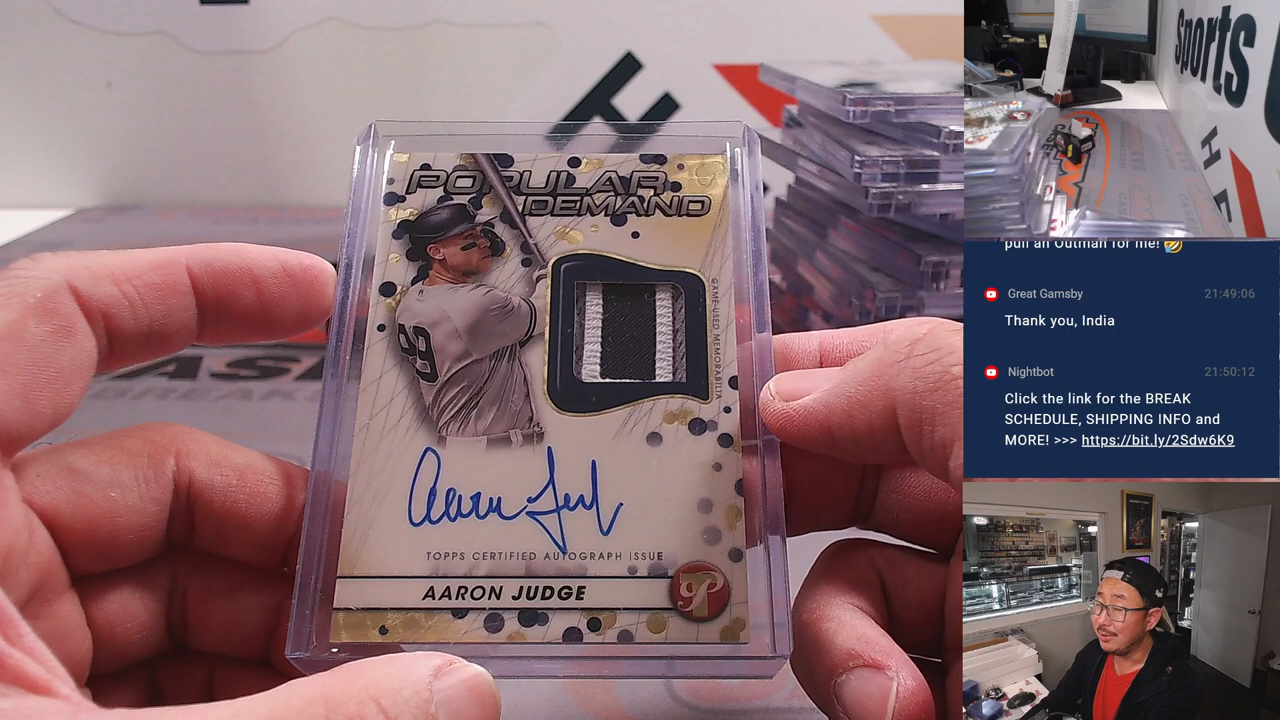 POPULAR
DEMAND
99
GAME-USED MEMORABILIA
Aaron Jud
TOPPS CERTIFIED AUTOGRAPH ISSUE
AARON JUDGE
Sports
pull an Outman for me! 🤣
Great Gamsby 21:49:06
Thank you, India
Nightbot 21:50:12
Click the link for the BREAK
SCHEDULE, SHIPPING INFO and
MORE! >>> https://bit.ly/2Sdw6K9